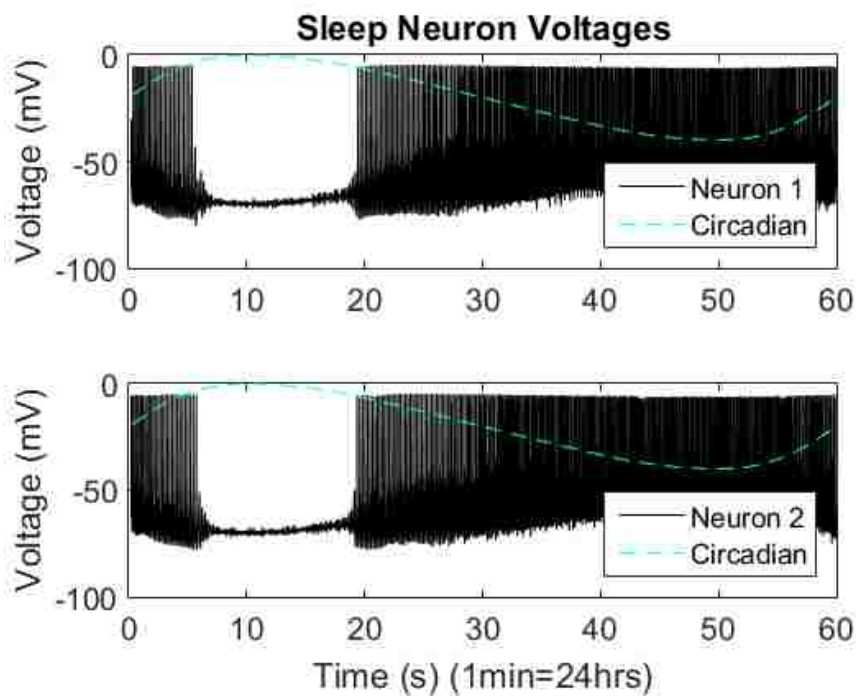 Sleep Neuron Voltages
0
-50
-100
Voltage (mV)
Neuron 1
Circadian
0 10 20 30 40 50 60
0
-50
-100
Voltage (mV)
Neuron 2
Circadian
0 10 20 30 40 50 60
Time (s) (1min=24hrs)